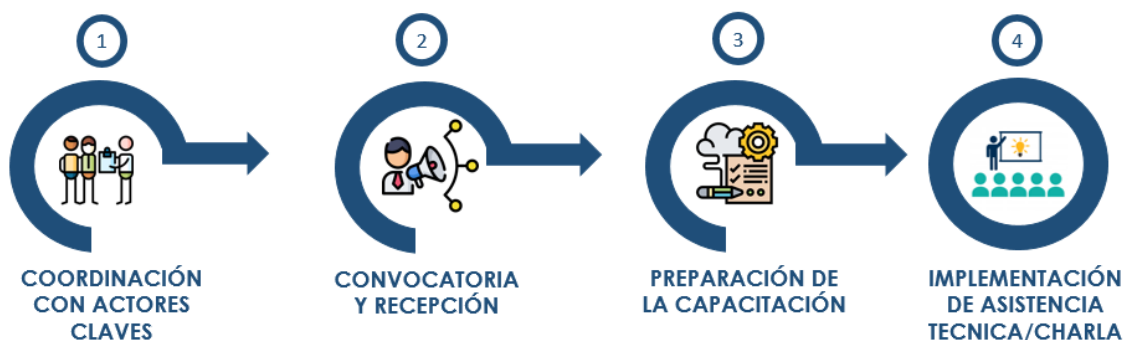 1
2
3
4
COORDINACIÓN
CON ACTORES
CLAVES
CONVOCATORIA
Y RECEPCIÓN
PREPARACIÓN DE
LA CAPACITACIÓN
IMPLEMENTACIÓN
DE ASISTENCIA
TECNICA/CHARLA